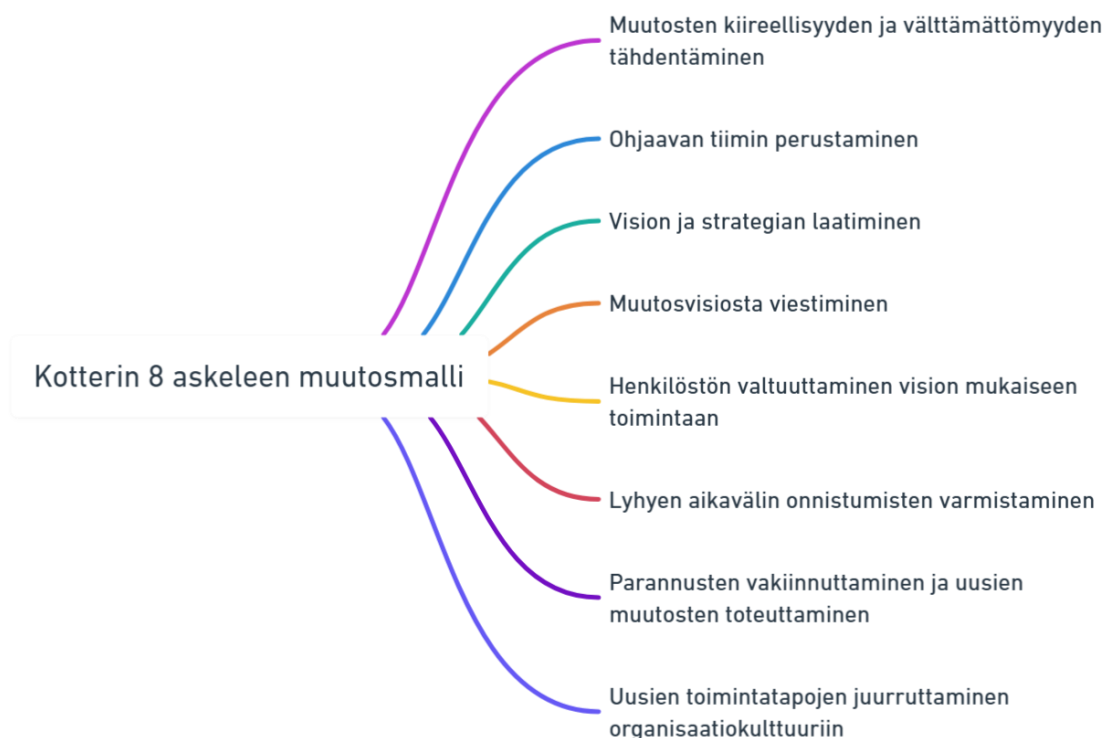 Muutosten kiireellisyyden ja välttämättömyyden
tähdentäminen
Ohjaavan tiimin perustaminen
Vision ja strategian laatiminen
Muutosvisiosta viestiminen
Kotterin 8 askeleen muutosmalli
Henkilöstön valtuuttaminen vision mukaiseen
toimintaan
Lyhyen aikavälin onnistumisten varmistaminen
Parannusten vakiinnuttaminen ja uusien
muutosten toteuttaminen
Uusien toimintatapojen juurruttaminen
organisaatiokulttuuriin